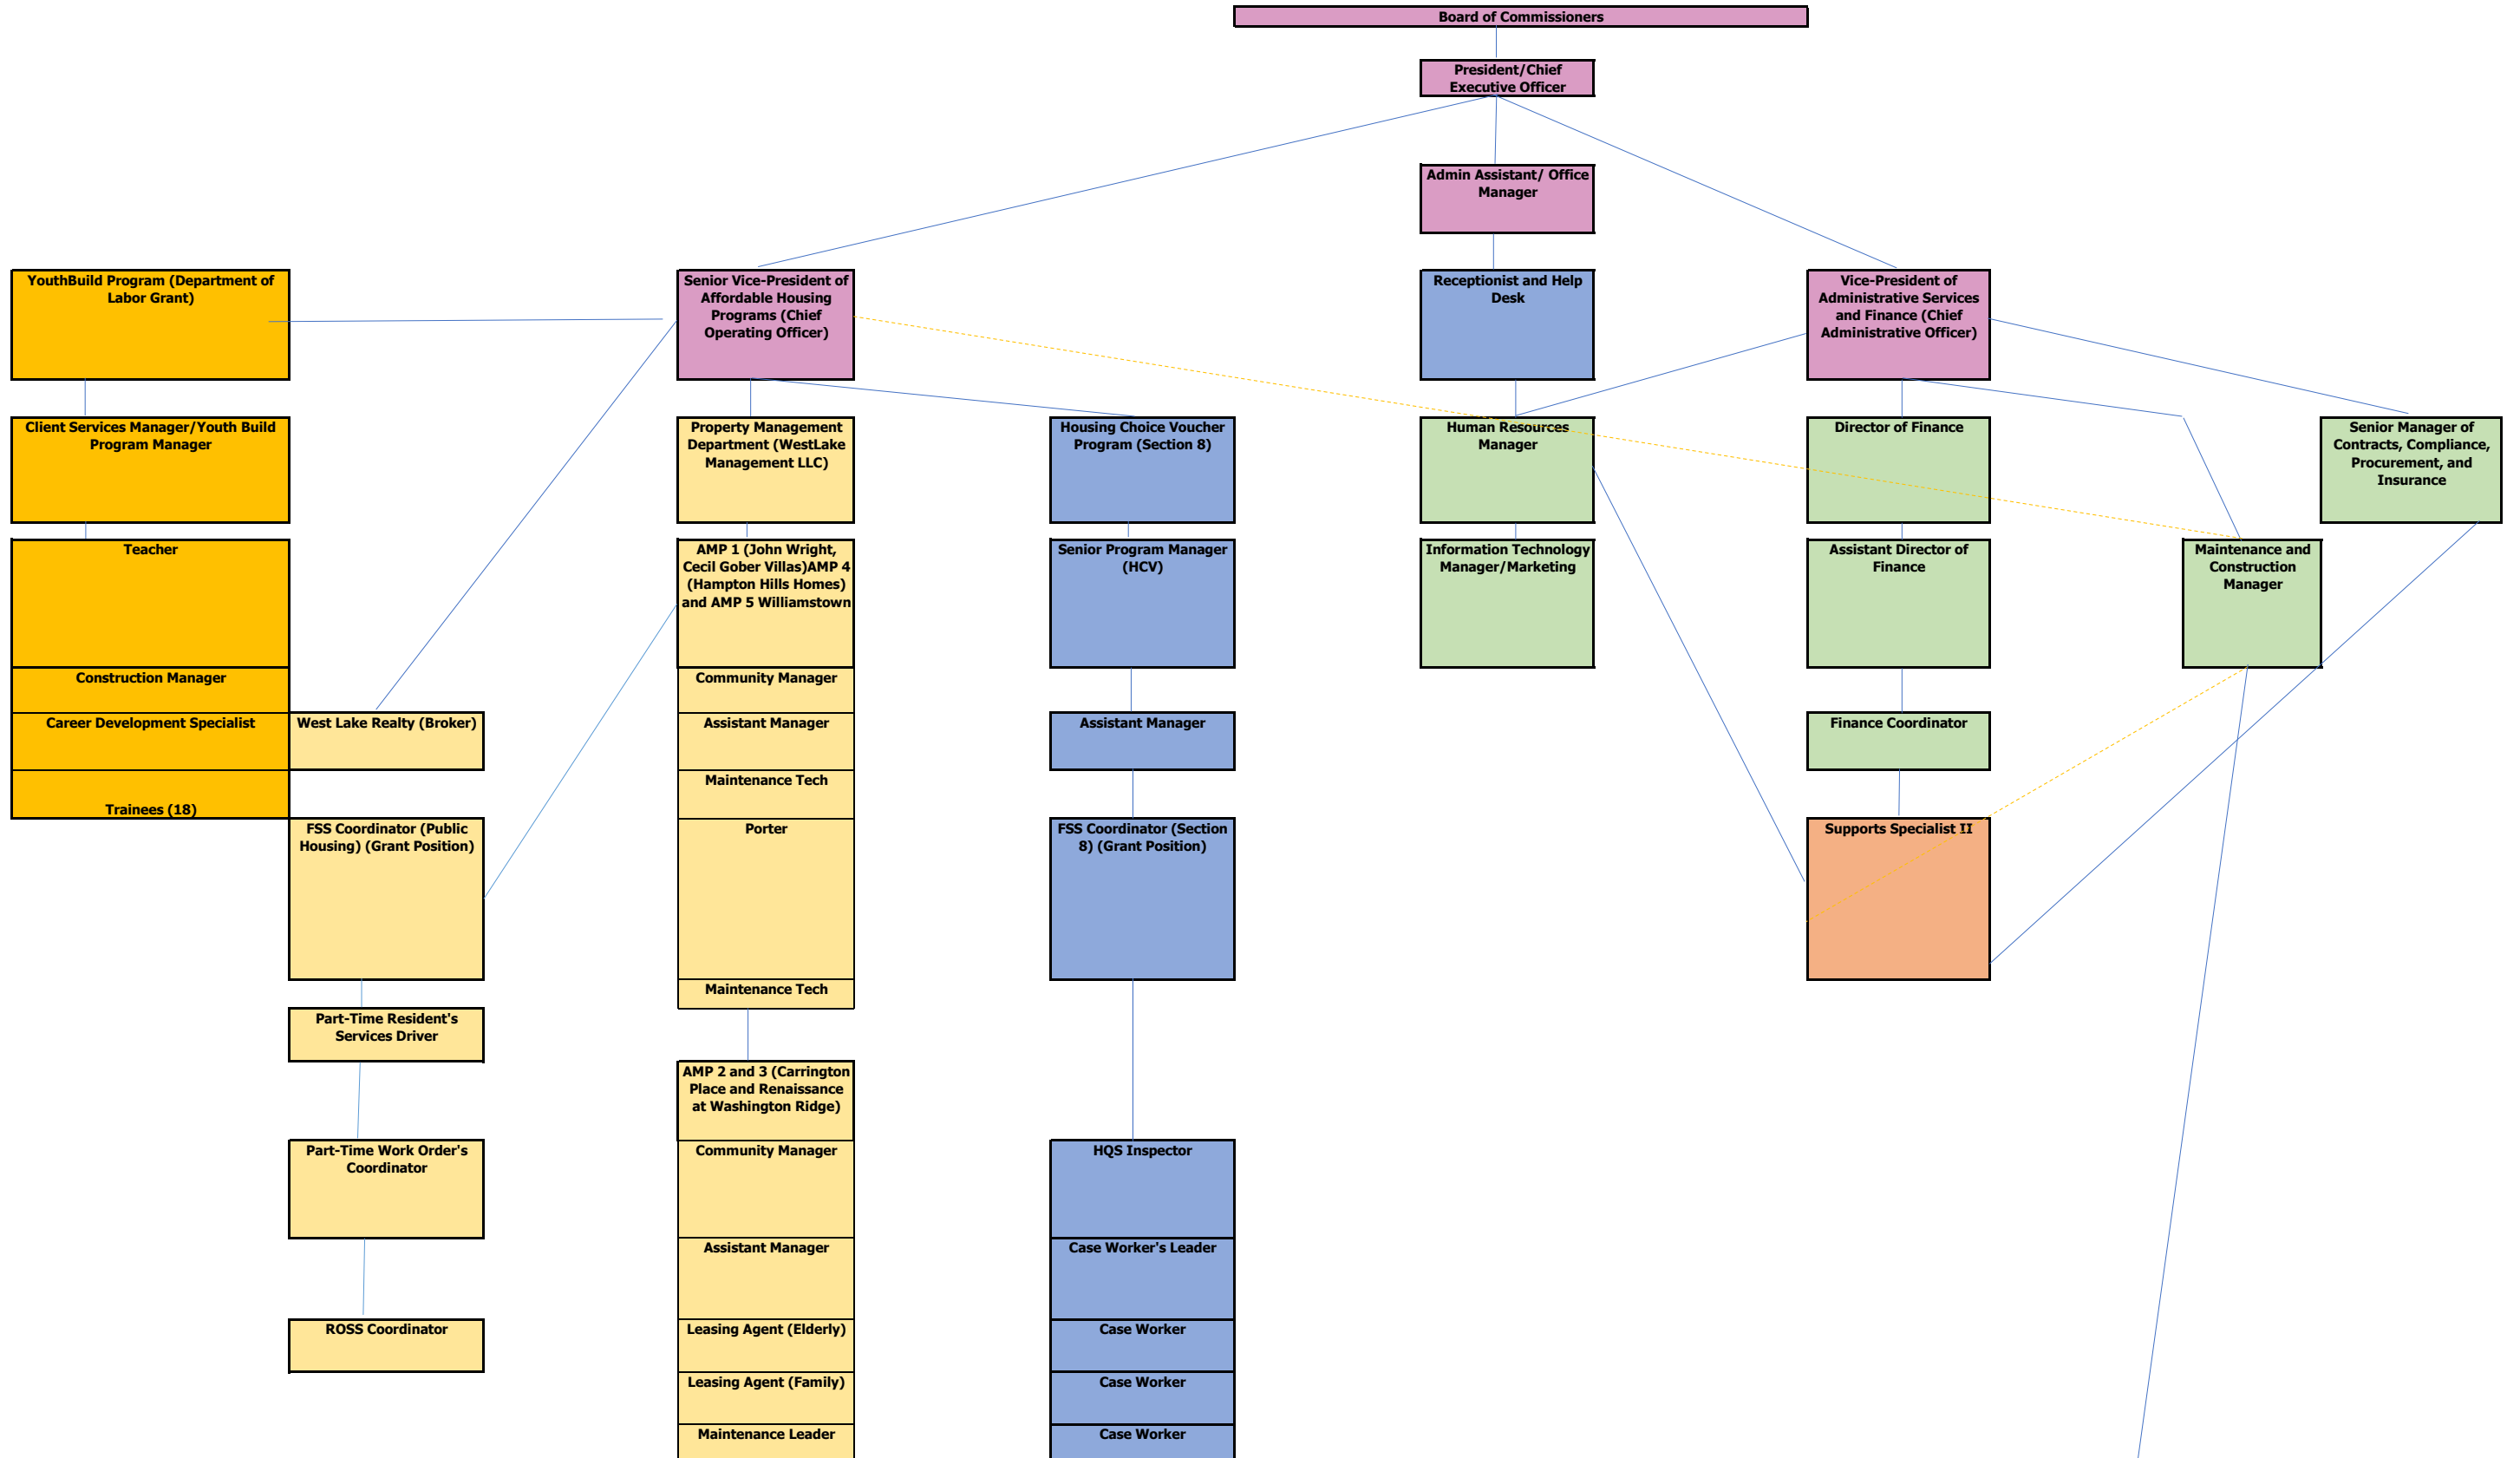 Board of Commissioners
President/Chief
Executive Officer
Admin Assistant/ Office
Manager
YouthBuild Program (Department of
Labor Grant)
Senior Vice-President of
Affordable Housing
Programs (Chief
Operating Officer)
Receptionist and Help
Desk
Vice-President of
Administrative Services
and Finance (Chief
Administrative Officer)
Client Services Manager/Youth Build
Program Manager
Property Management
Department (WestLake
Management LLC)
Housing Choice Voucher
Program (Section 8)
Human Resources
Manager
Director of Finance
Senior Manager of
Contracts, Compliance,
Procurement, and
Insurance
Teacher
AMP 1 (John Wright,
Cecil Gober Villas)AMP 4
(Hampton Hills Homes)
and AMP 5 Williamstown
Senior Program Manager
(HCV)
Information Technology
Manager/Marketing
Assistant Director of
Finance
Maintenance and
Construction
Manager
Construction Manager
Community Manager
Career Development Specialist
West Lake Realty (Broker)
Assistant Manager
Assistant Manager
Finance Coordinator
Maintenance Tech
Trainees (18)
FSS Coordinator (Public
Housing) (Grant Position)
Porter
FSS Coordinator (Section
8) (Grant Position)
Supports Specialist II
Maintenance Tech
Part-Time Resident's
Services Driver
AMP 2 and 3 (Carrington
Place and Renaissance
at Washington Ridge)
Part-Time Work Order's
Coordinator
Community Manager
HQS Inspector
Assistant Manager
Case Worker's Leader
ROSS Coordinator
Leasing Agent (Elderly)
Case Worker
Leasing Agent (Family)
Case Worker
Maintenance Leader
Case Worker